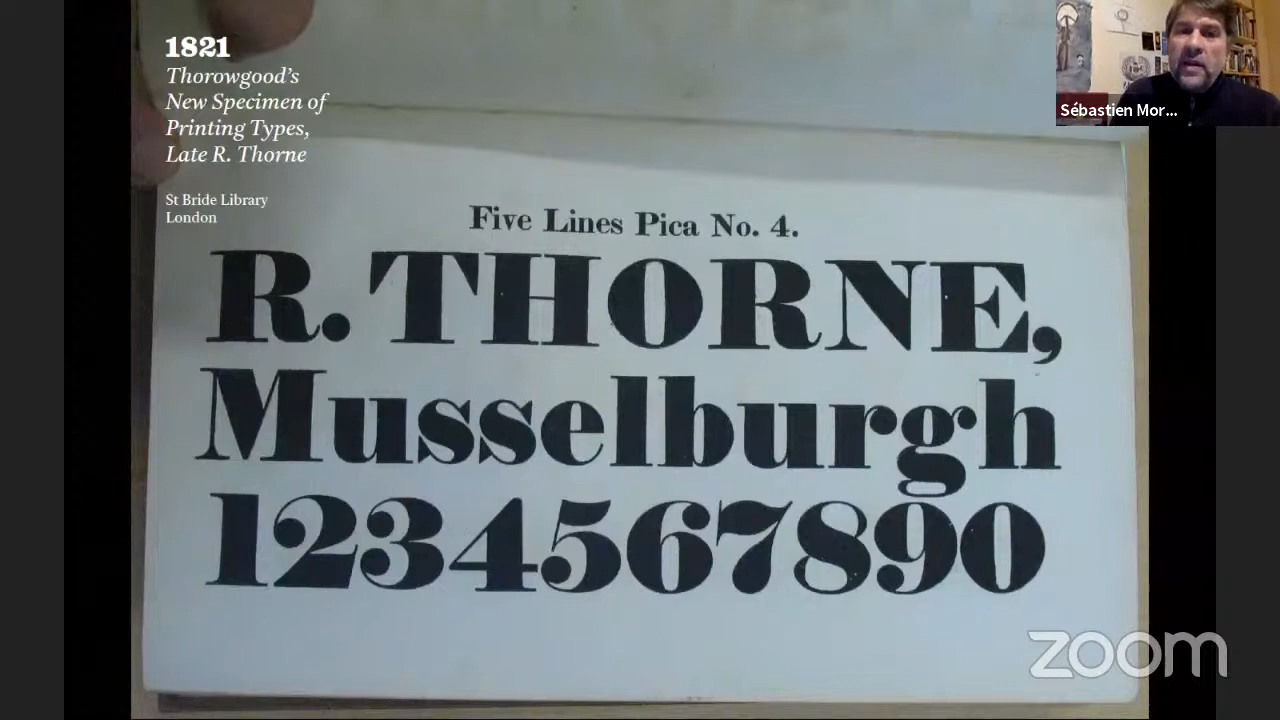 1821
Thorowgood’s
New Specimen of
Printing Types,
Late R. Thorne
St Bride Library
London
Five Lines Pica No. 4.
R. THORNE,
Musselburgh
1234567890
Sébastien Mor...
zoom